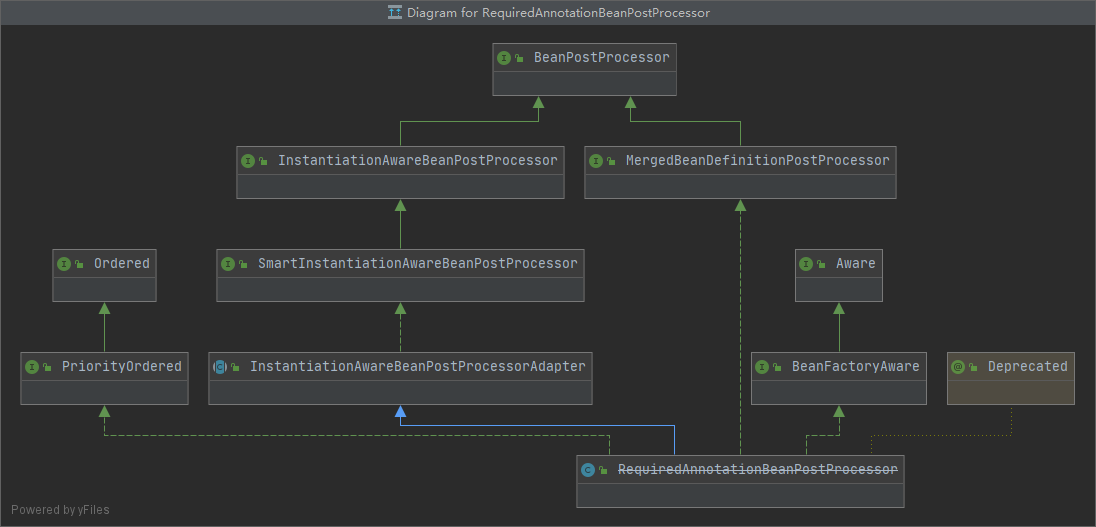 Diagram for RequiredAnnotationBeanPostProcessor
I BeanPostProcessor
I InstantiationAwareBeanPostProcessor
I MergedBeanDefinitionPostProcessor
I Ordered
I SmartInstantiationAwareBeanPostProcessor
I Aware
I PriorityOrdered
C InstantiationAwareBeanPostProcessorAdapter
I BeanFactoryAware
@ Deprecated
C RequiredAnnotationBeanPostProcessor
Powered by yFiles